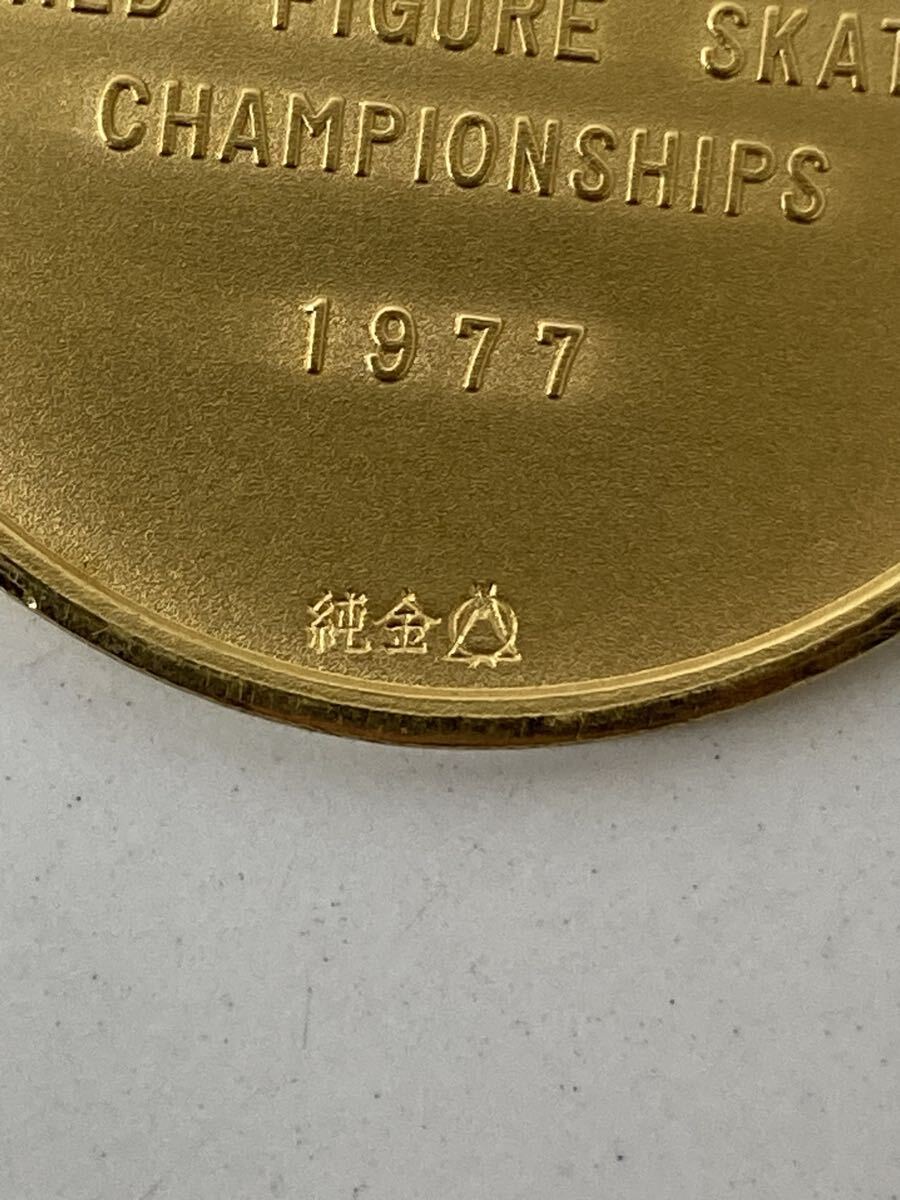 FIGURE
CHAMPIONSHIPS
1977
純金